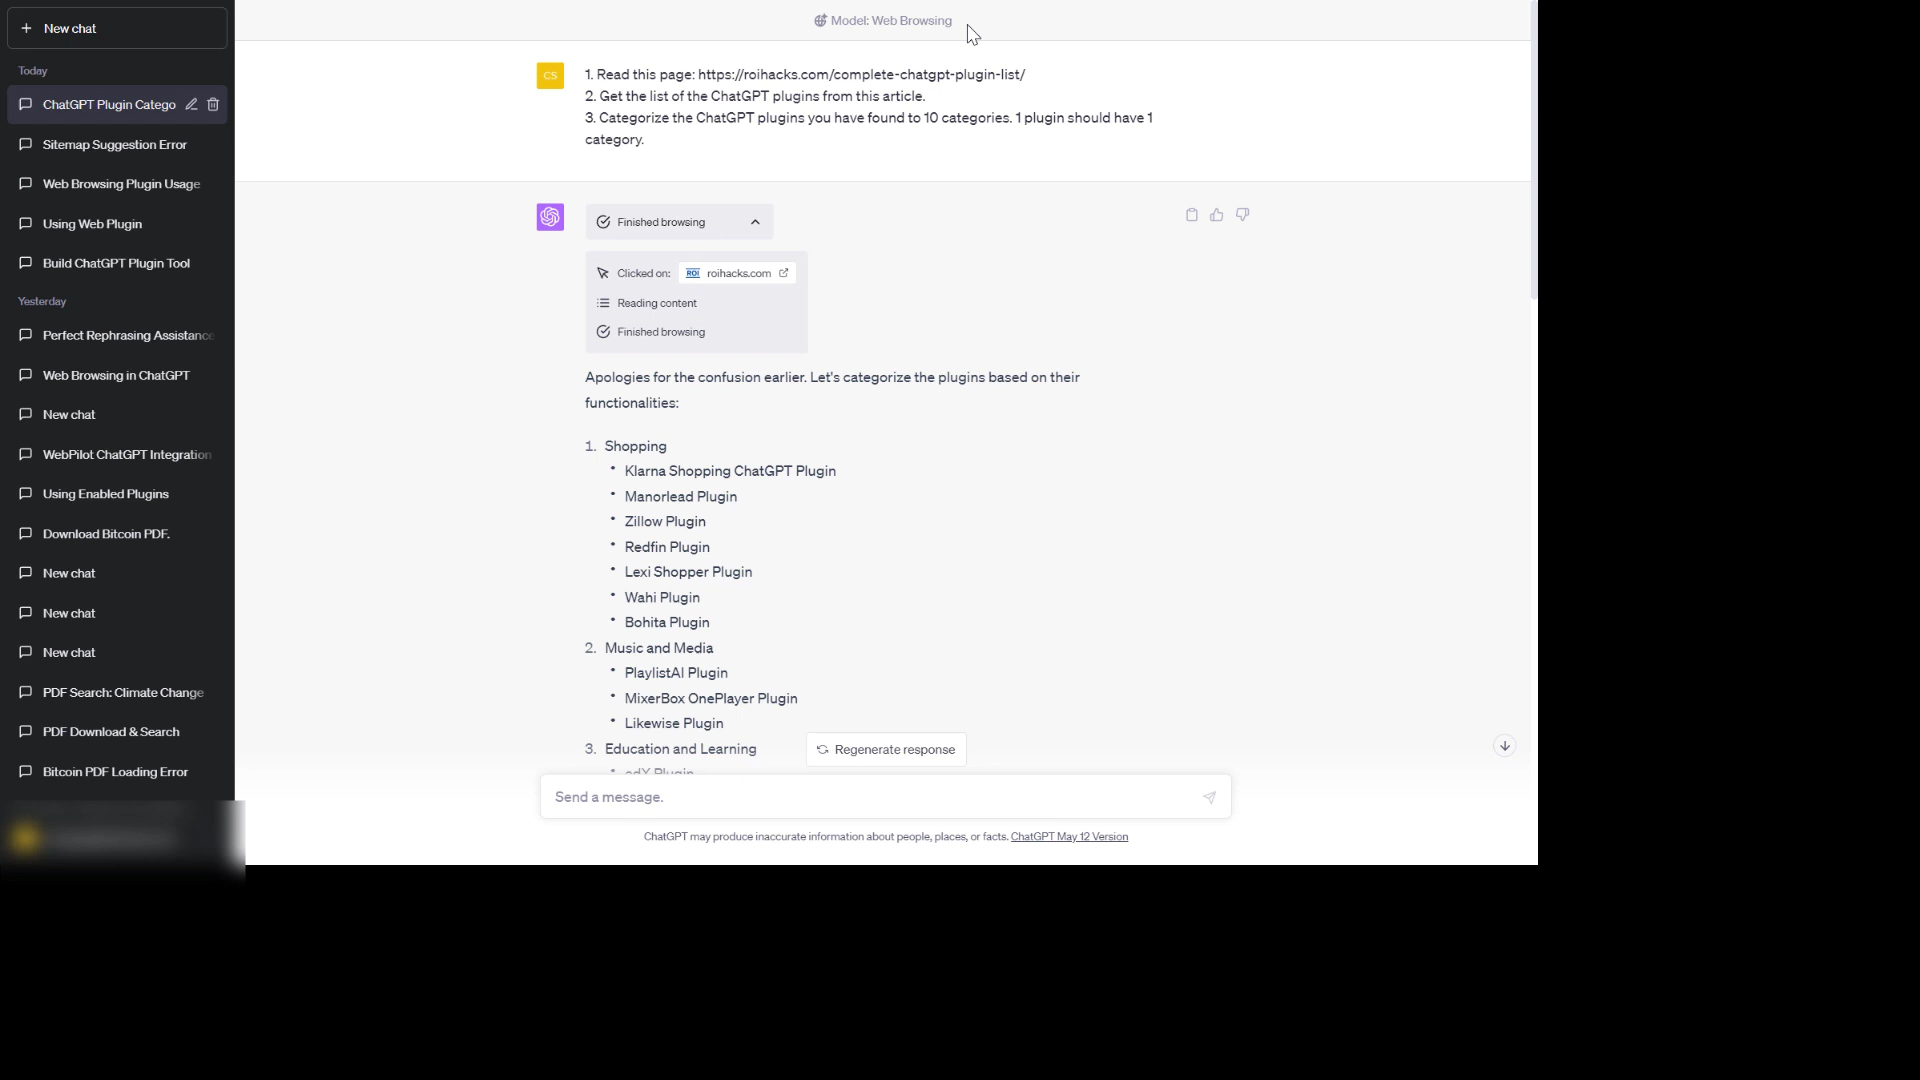 New chat
Today
ChatGPT Plugin Catego
Sitemap Suggestion Error
Web Browsing Plugin Usage
Using Web Plugin
Build ChatGPT Plugin Tool
Yesterday
Perfect Rephrasing Assistance
Web Browsing in ChatGPT
New chat
WebPilot ChatGPT Integration
Using Enabled Plugins
Download Bitcoin PDF.
New chat
New chat
New chat
PDF Search: Climate Change
PDF Download & Search
Bitcoin PDF Loading Error
Model: Web Browsing
CS
1. Read this page: https://roihacks.com/complete-chatgpt-plugin-list/
2. Get the list of the ChatGPT plugins from this article.
3. Categorize the ChatGPT plugins you have found to 10 categories. 1 plugin should have 1
category.
Finished browsing
Clicked on: ROI roihacks.com
Reading content
Finished browsing
Apologies for the confusion earlier. Let's categorize the plugins based on their
functionalities:
1. Shopping
• Klarna Shopping ChatGPT Plugin
• Manorlead Plugin
• Zillow Plugin
• Redfin Plugin
• Lexi Shopper Plugin
• Wahi Plugin
• Bohita Plugin
2. Music and Media
• PlaylistAI Plugin
• MixerBox OnePlayer Plugin
• Likewise Plugin
3. Education and Learning
• edX Plugin
Regenerate response
Send a message.
ChatGPT may produce inaccurate information about people, places, or facts. ChatGPT May 12 Version